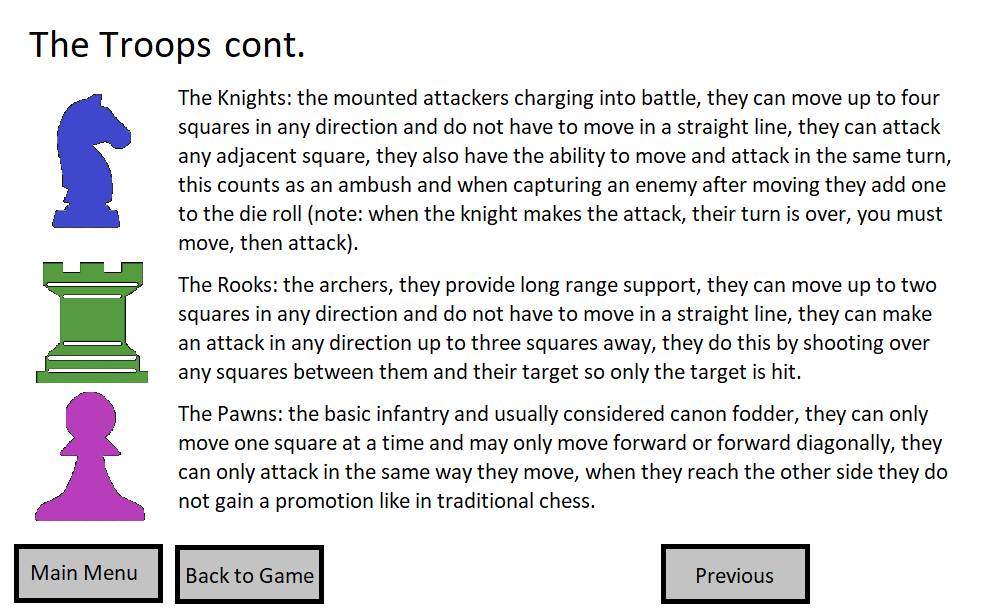 The Troops cont.
The Knights: the mounted attackers charging into battle, they can move up to four
squares in any direction and do not have to move in a straight line, they can attack
any adjacent square, they also have the ability to move and attack in the same turn,
this counts as an ambush and when capturing an enemy after moving they add one
to the die roll (note: when the knight makes the attack, their turn is over, you must
move, then attack).
The Rooks: the archers, they provide long range support, they can move up to two
squares in any direction and do not have to move in a straight line, they can make
an attack in any direction up to three squares away, they do this by shooting over
any squares between them and their target so only the target is hit.
The Pawns: the basic infantry and usually considered canon fodder, they can only
move one square at a time and may only move forward or forward diagonally, they
can only attack in the same way they move, when they reach the other side they do
not gain a promotion like in traditional chess.
Main Menu
Back to Game
Previous